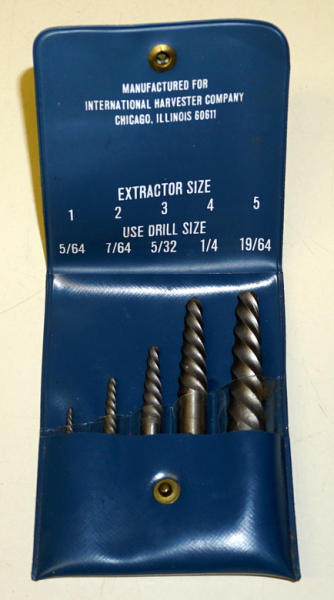 MANUFACTURED FOR
INTERNATIONAL HARVESTER COMPANY
CHICAGO, ILLINOIS 60611
EXTRACTOR SIZE
1 2 3 4 5
USE DRILL SIZE
5/64 7/64 5/32 1/4 19/64